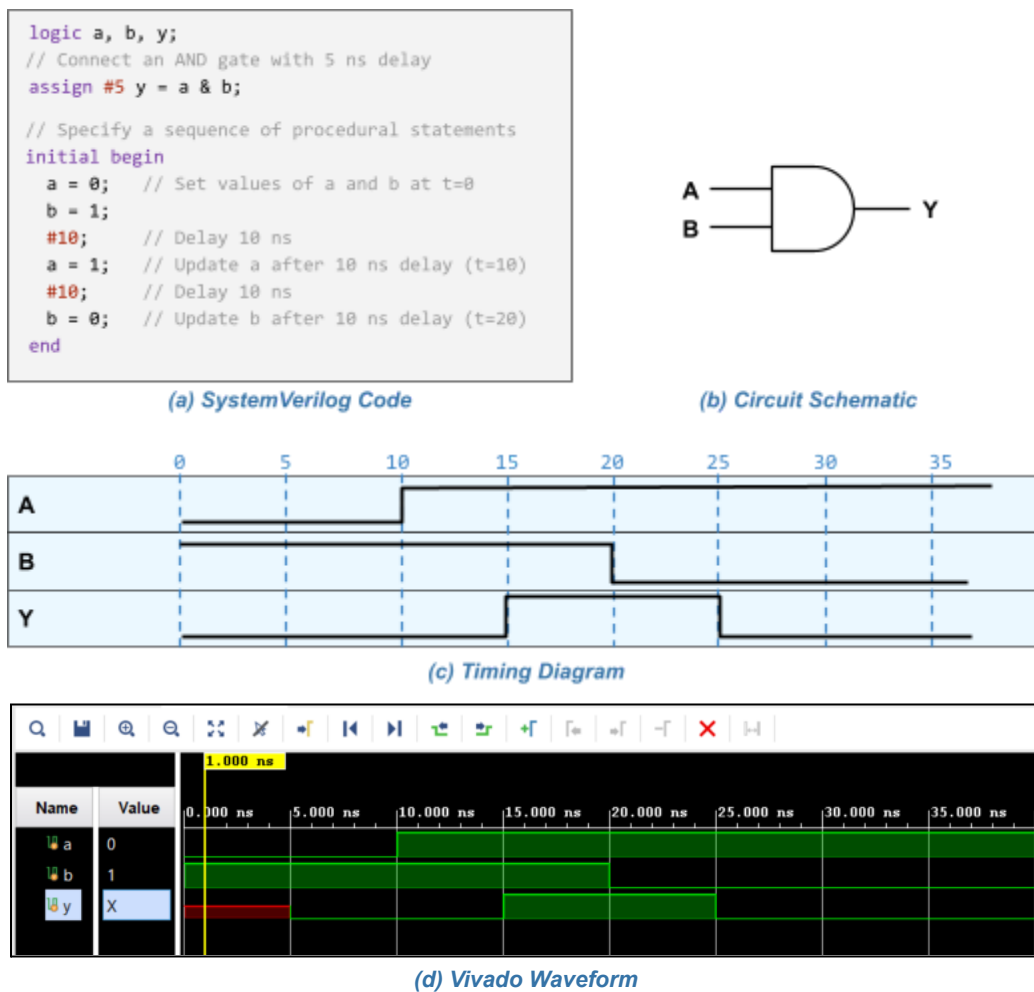 logic a, b, y;
// Connect an AND gate with 5 ns delay
assign #5 y = a & b;
// Specify a sequence of procedural statements
initial begin
a = 0; // Set values of a and b at t=0
b = 1;
#10; // Delay 10 ns
a = 1; // Update a after 10 ns delay (t=10)
#10; // Delay 10 ns
b = 0; // Update b after 10 ns delay (t=20)
end
(a) SystemVerilog Code
A
B
Y
(b) Circuit Schematic
0 5 10 15 20 25 30 35
A
B
Y
(c) Timing Diagram
1.000 ns
Name Value 0.000 ns 5.000 ns 10.000 ns 15.000 ns 20.000 ns 25.000 ns 30.000 ns 35.000 ns
a 0
b 1
y X
(d) Vivado Waveform